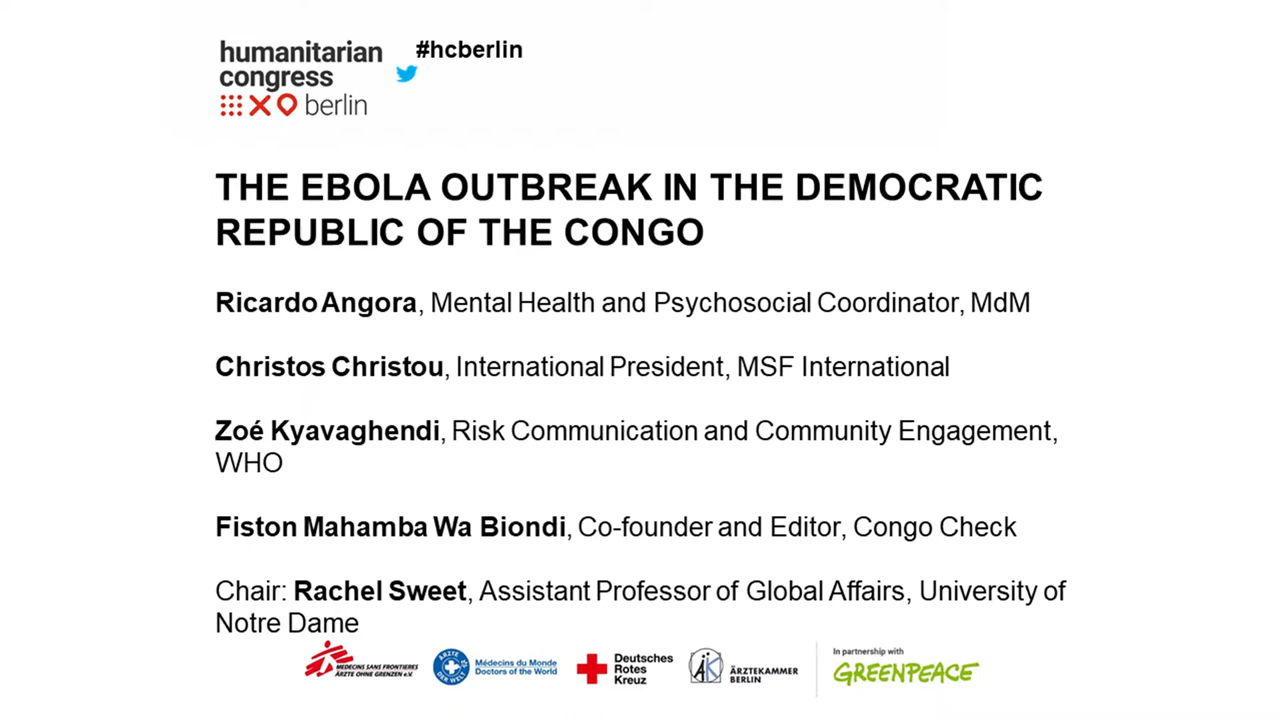 humanitarian
congress
berlin
#hcberlin
THE EBOLA OUTBREAK IN THE DEMOCRATIC
REPUBLIC OF THE CONGO
Ricardo Angora, Mental Health and Psychosocial Coordinator, MdM
Christos Christou, International President, MSF International
Zoé Kyavaghendi, Risk Communication and Community Engagement,
WHO
Fiston Mahamba Wa Biondi, Co-founder and Editor, Congo Check
Chair: Rachel Sweet, Assistant Professor of Global Affairs, University of
Notre Dame
MEDECINS SANS FRONTIERES
ÄRZTE OHNE GRENZEN e.V.
ÄRZTE
DER WELT
Médecins du Monde
Doctors of the World
Deutsches
Rotes
Kreuz
ÄK
ÄRZTEKAMMER
BERLIN
In partnership with
GREENPEACE